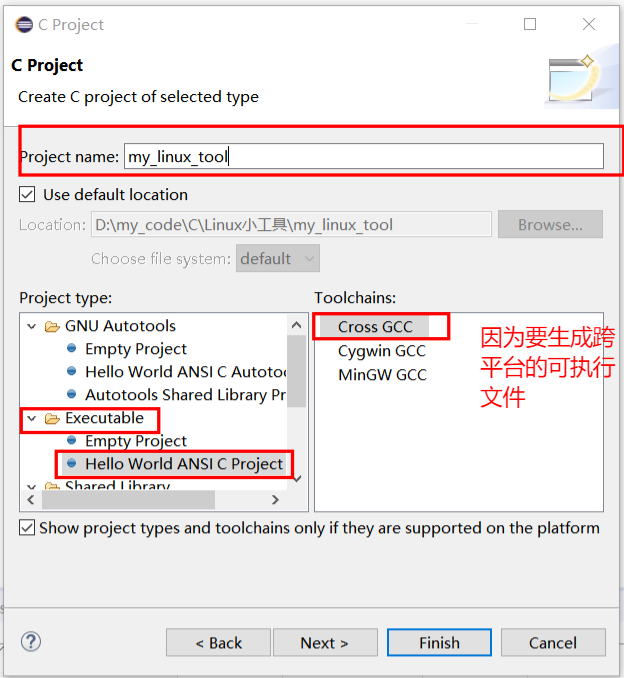 C Project
C Project
Create C project of selected type
Project name: my_linux_tool
Use default location
Location: D:\my_code\C\Linux小工具\my_linux_tool Browse...
Choose file system: default
Project type:
GNU Autotools
Empty Project
Hello World ANSI C Autoto
Autotools Shared Library Pr
Executable
Empty Project
Hello World ANSI C Project
Shared Library
Toolchains:
Cross GCC
Cygwin GCC
MinGW GCC
因为要生成跨
平台的可执行
文件
Show project types and toolchains only if they are supported on the platform
? < Back Next > Finish Cancel